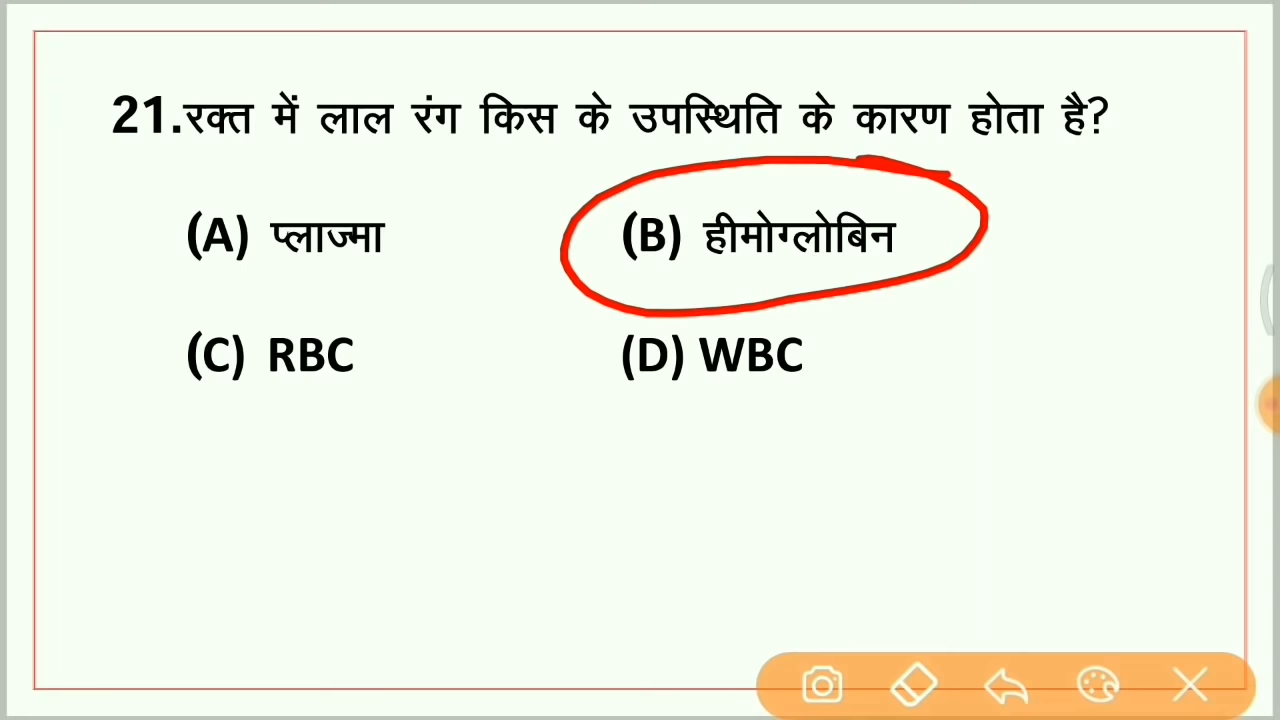 21.रक्त में लाल रंग किस के उपस्थिति के कारण होता है?
(A) प्लाज्मा (B) हीमोग्लोबिन
(C) RBC (D) WBC